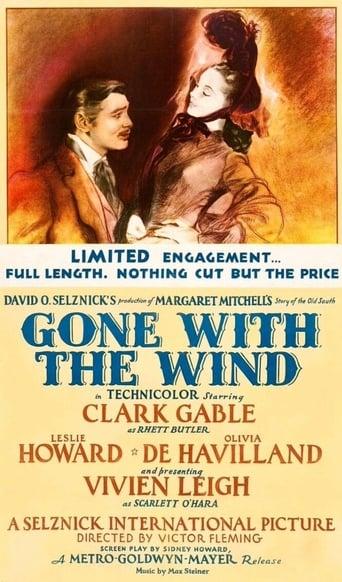 LIMITED ENGAGEMENT...
FULL LENGTH. NOTHING CUT BUT THE PRICE
DAVID O. SELZNICK'S production of MARGARET MITCHELL'S Story of the Old South
GONE WITH
THE WIND
in TECHNICOLOR starring
CLARK GABLE
as RHETT BUTLER
LESLIE HOWARD ★ OLIVIA DE HAVILLAND
and presenting
VIVIEN LEIGH
as SCARLETT O'HARA
A SELZNICK INTERNATIONAL PICTURE
DIRECTED BY VICTOR FLEMING
SCREEN PLAY BY SIDNEY HOWARD
A METRO-GOLDWYN-MAYER Release
Music by Max Steiner